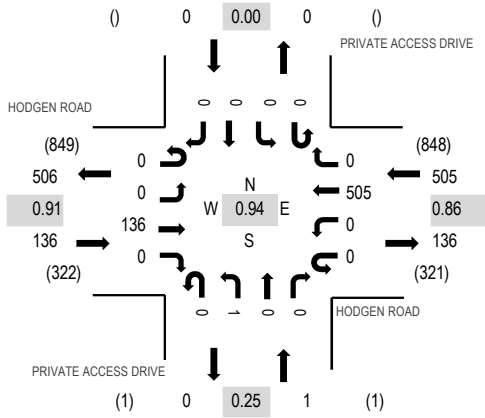 () 0 0.00 0 ()
PRIVATE ACCESS DRIVE
HODGEN ROAD
0 0 0 0
(849) 0 0 (848)
506 505
0 N 505
0.91 W 0.94 E 0.86
136 0
136 S 136
0 0
(322) (321)
0 1 0 0
HODGEN ROAD
PRIVATE ACCESS DRIVE
(1) 0 0.25 1 (1)